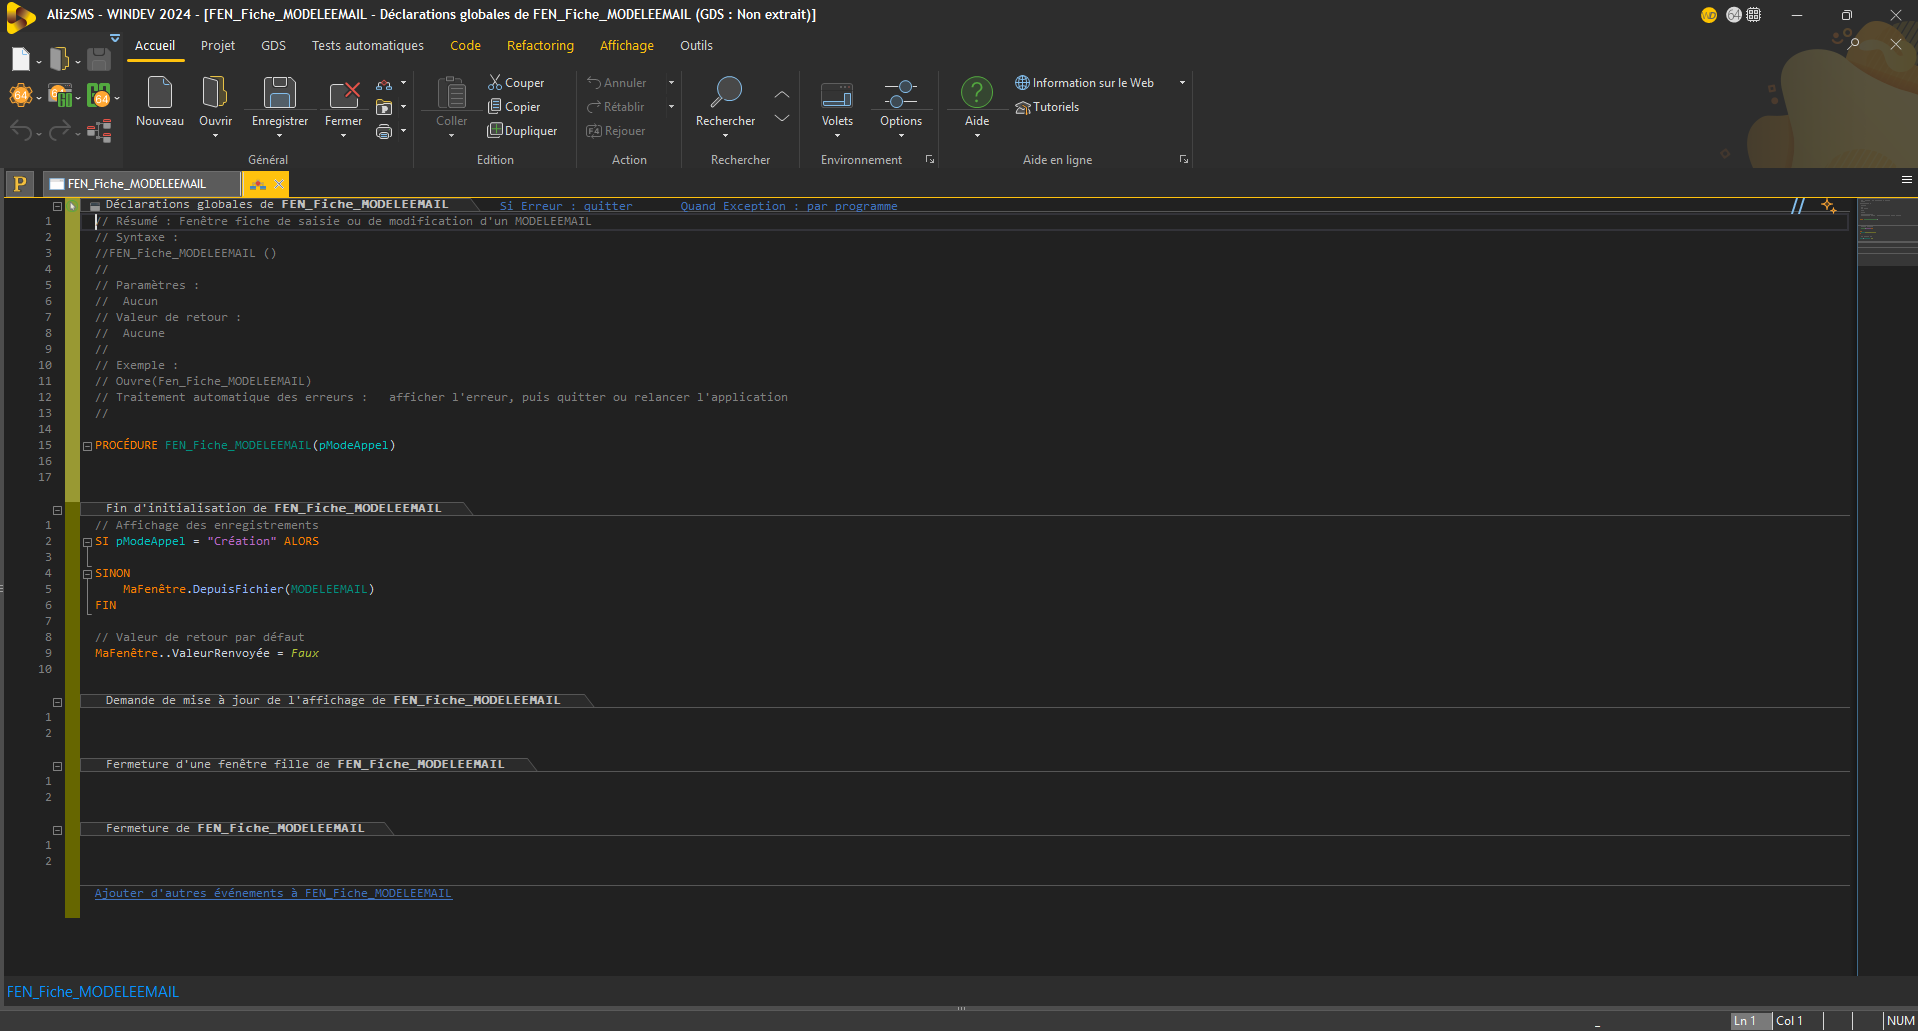 AlizSMS - WINDEV 2024 - [FEN_Fiche_MODELEEMAIL - Déclarations globales de FEN_Fiche_MODELEEMAIL (GDS : Non extrait)]
WD 64
Accueil Projet GDS Tests automatiques Code Refactoring Affichage Outils
Nouveau Ouvrir Enregistrer Fermer
Général
Coller Couper
Copier
Dupliquer
Edition
Annuler
Rétablir
F4 Rejouer
Action
Rechercher
Rechercher
Volets Options
Environnement
Aide Information sur le Web
Tutoriels
Aide en ligne
64 GO 64
P FEN_Fiche_MODELEEMAIL
Déclarations globales de FEN_Fiche_MODELEEMAIL Si Erreur : quitter Quand Exception : par programme
1 // Résumé : Fenêtre fiche de saisie ou de modification d'un MODELEEMAIL
2 // Syntaxe :
3 //FEN_Fiche_MODELEEMAIL ()
4 //
5 // Paramètres :
6 // Aucun
7 // Valeur de retour :
8 // Aucune
9 //
10 // Exemple :
11 // Ouvre(Fen_Fiche_MODELEEMAIL)
12 // Traitement automatique des erreurs : afficher l'erreur, puis quitter ou relancer l'application
13 //
14
15 PROCÉDURE FEN_Fiche_MODELEEMAIL(pModeAppel)
16
17
Fin d'initialisation de FEN_Fiche_MODELEEMAIL
1 // Affichage des enregistrements
2 SI pModeAppel = "Création" ALORS
3
4 SINON
5 MaFenêtre.DepuisFichier(MODELEEMAIL)
6 FIN
7
8 // Valeur de retour par défaut
9 MaFenêtre..ValeurRenvoyée = Faux
10
Demande de mise à jour de l'affichage de FEN_Fiche_MODELEEMAIL
1
2
Fermeture d'une fenêtre fille de FEN_Fiche_MODELEEMAIL
1
2
Fermeture de FEN_Fiche_MODELEEMAIL
1
2
Ajouter d'autres événements à FEN_Fiche_MODELEEMAIL
FEN_Fiche_MODELEEMAIL
Ln 1 Col 1 NUM